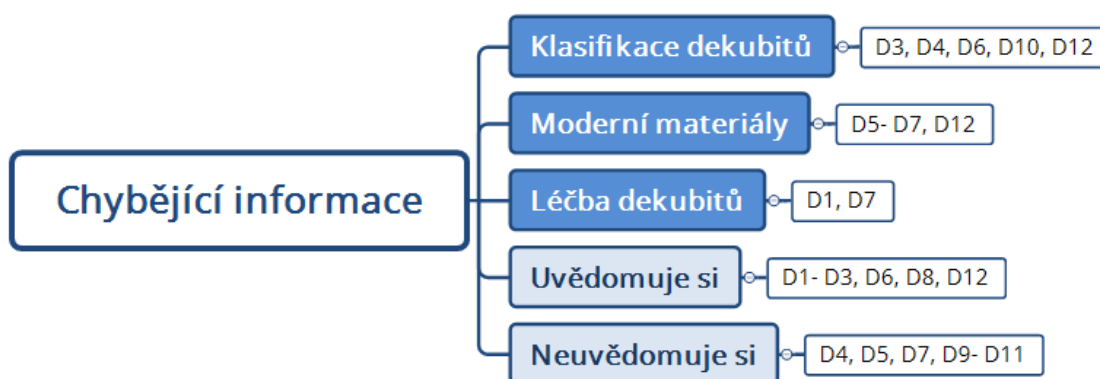 Chybějící informace
Klasifikace dekubitů
D3, D4, D6, D10, D12
Moderní materiály
D5- D7, D12
Léčba dekubitů
D1, D7
Uvědomuje si
D1- D3, D6, D8, D12
Neuvědomuje si
D4, D5, D7, D9- D11